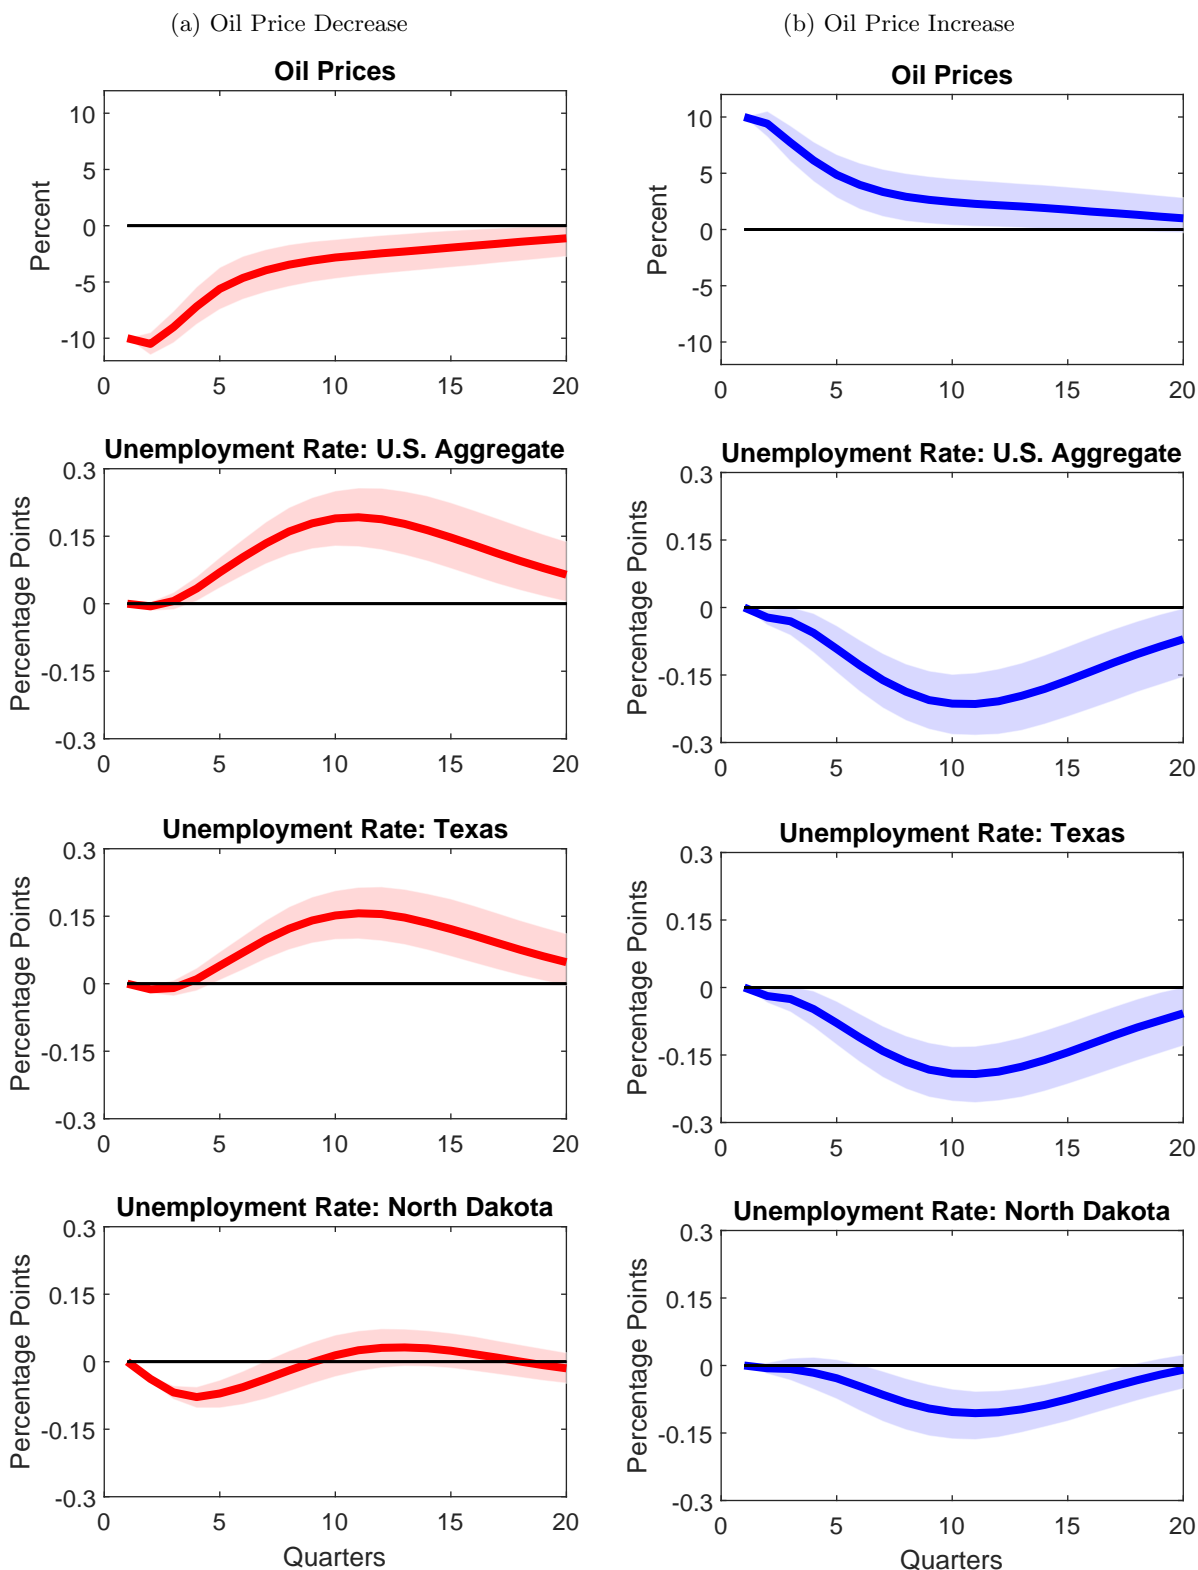 (a) Oil Price Decrease
Oil Prices
Percent
10
5
0
-5
-10
0 5 10 15 20
Unemployment Rate: U.S. Aggregate
Percentage Points
0.3
0.15
0
-0.15
-0.3
0 5 10 15 20
Unemployment Rate: Texas
Percentage Points
0.3
0.15
0
-0.15
-0.3
0 5 10 15 20
Unemployment Rate: North Dakota
Percentage Points
0.3
0.15
0
-0.15
-0.3
0 5 10 15 20
Quarters
(b) Oil Price Increase
Oil Prices
Percent
10
5
0
-5
-10
0 5 10 15 20
Unemployment Rate: U.S. Aggregate
Percentage Points
0.3
0.15
0
-0.15
-0.3
0 5 10 15 20
Unemployment Rate: Texas
Percentage Points
0.3
0.15
0
-0.15
-0.3
0 5 10 15 20
Unemployment Rate: North Dakota
Percentage Points
0.3
0.15
0
-0.15
-0.3
0 5 10 15 20
Quarters